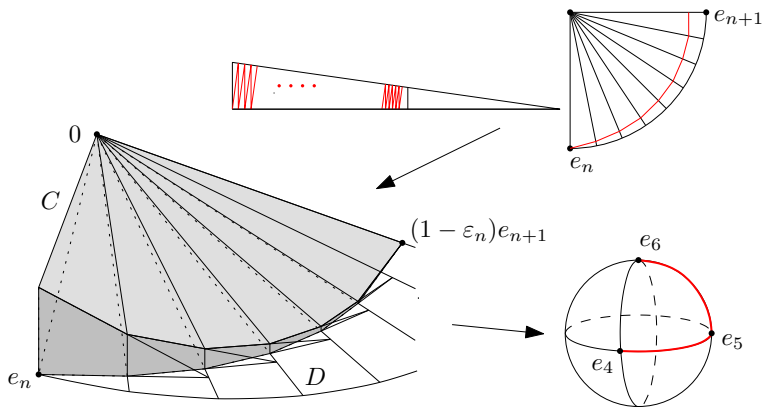 e_{n+1}
e_n
0
C
(1 − ε_n)e_{n+1}
e_6
e_5
e_4
e_n
D